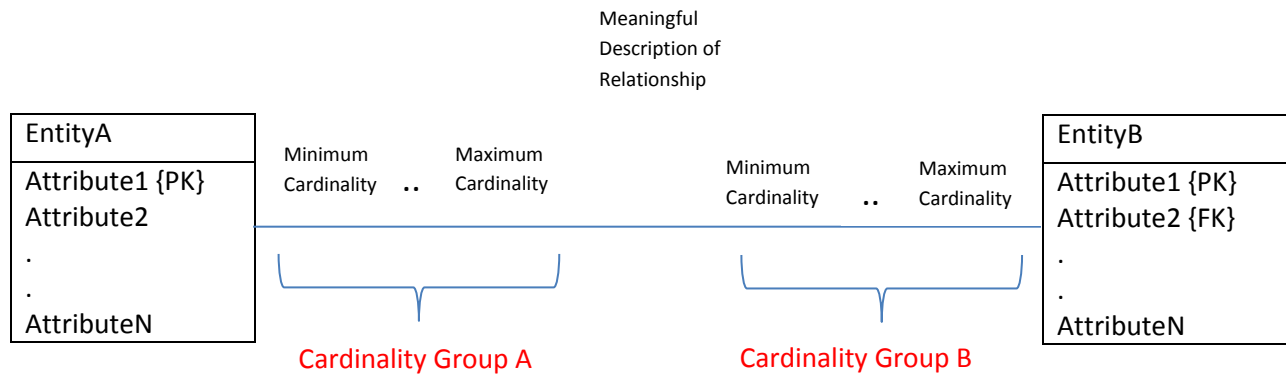 Meaningful
Description of
Relationship
EntityA
Attribute1 {PK}
Attribute2
.
.
AttributeN
Minimum
Cardinality
..
Maximum
Cardinality
Minimum
Cardinality
..
Maximum
Cardinality
EntityB
Attribute1 {PK}
Attribute2 {FK}
.
.
AttributeN
Cardinality Group A
Cardinality Group B